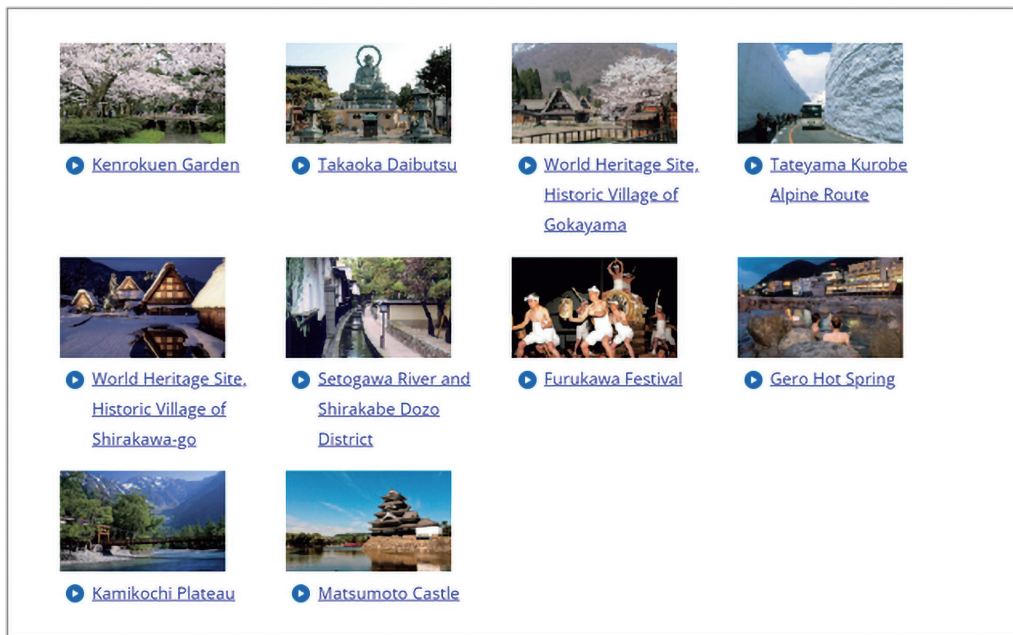 Kenrokuen Garden
Takaoka Daibutsu
World Heritage Site,
Historic Village of
Gokayama
Tateyama Kurobe
Alpine Route
World Heritage Site,
Historic Village of
Shirakawa-go
Setogawa River and
Shirakabe Dozo
District
Furukawa Festival
Gero Hot Spring
Kamikochi Plateau
Matsumoto Castle